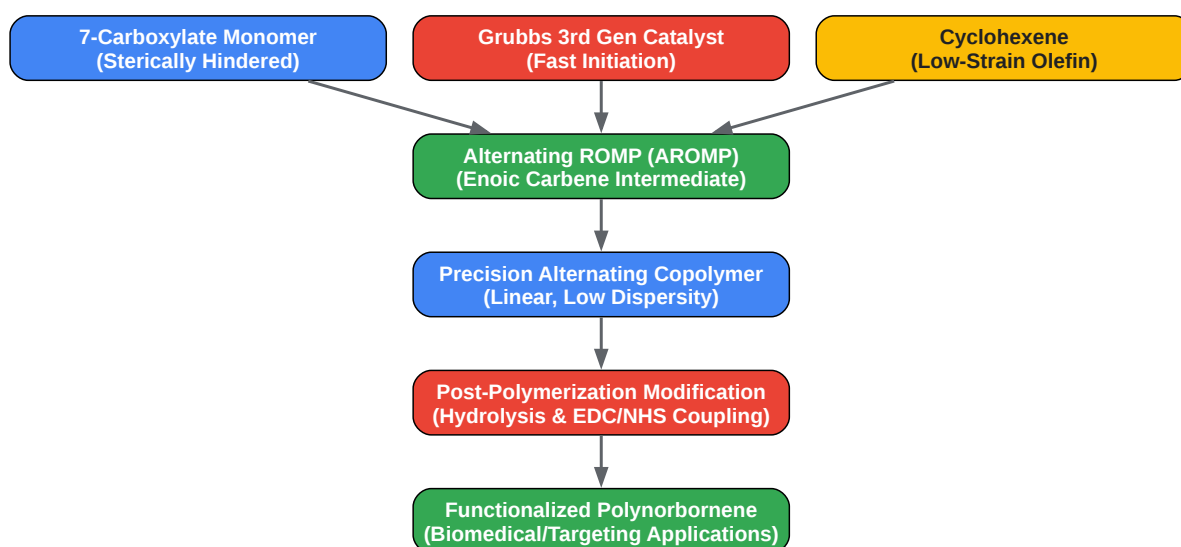 7-Carboxylate Monomer
(Sterically Hindered)
Grubbs 3rd Gen Catalyst
(Fast Initiation)
Cyclohexene
(Low-Strain Olefin)
Alternating ROMP (AROMP)
(Enoic Carbene Intermediate)
Precision Alternating Copolymer
(Linear, Low Dispersity)
Post-Polymerization Modification
(Hydrolysis & EDC/NHS Coupling)
Functionalized Polynorbornene
(Biomedical/Targeting Applications)